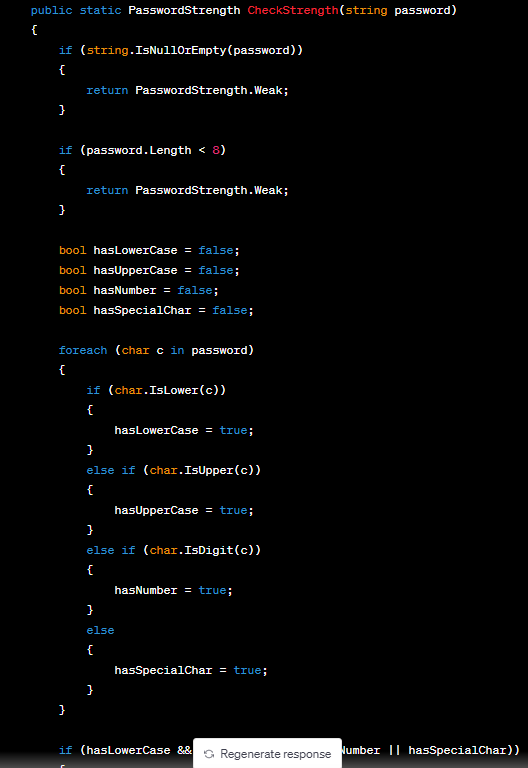 public static PasswordStrength CheckStrength(string password)
{
if (string.IsNullOrEmpty(password))
{
return PasswordStrength.Weak;
}
if (password.Length < 8)
{
return PasswordStrength.Weak;
}
bool hasLowerCase = false;
bool hasUpperCase = false;
bool hasNumber = false;
bool hasSpecialChar = false;
foreach (char c in password)
{
if (char.IsLower(c))
{
hasLowerCase = true;
}
else if (char.IsUpper(c))
{
hasUpperCase = true;
}
else if (char.IsDigit(c))
{
hasNumber = true;
}
else
{
hasSpecialChar = true;
}
}
if (hasLowerCase && Number || hasSpecialChar))
Regenerate response